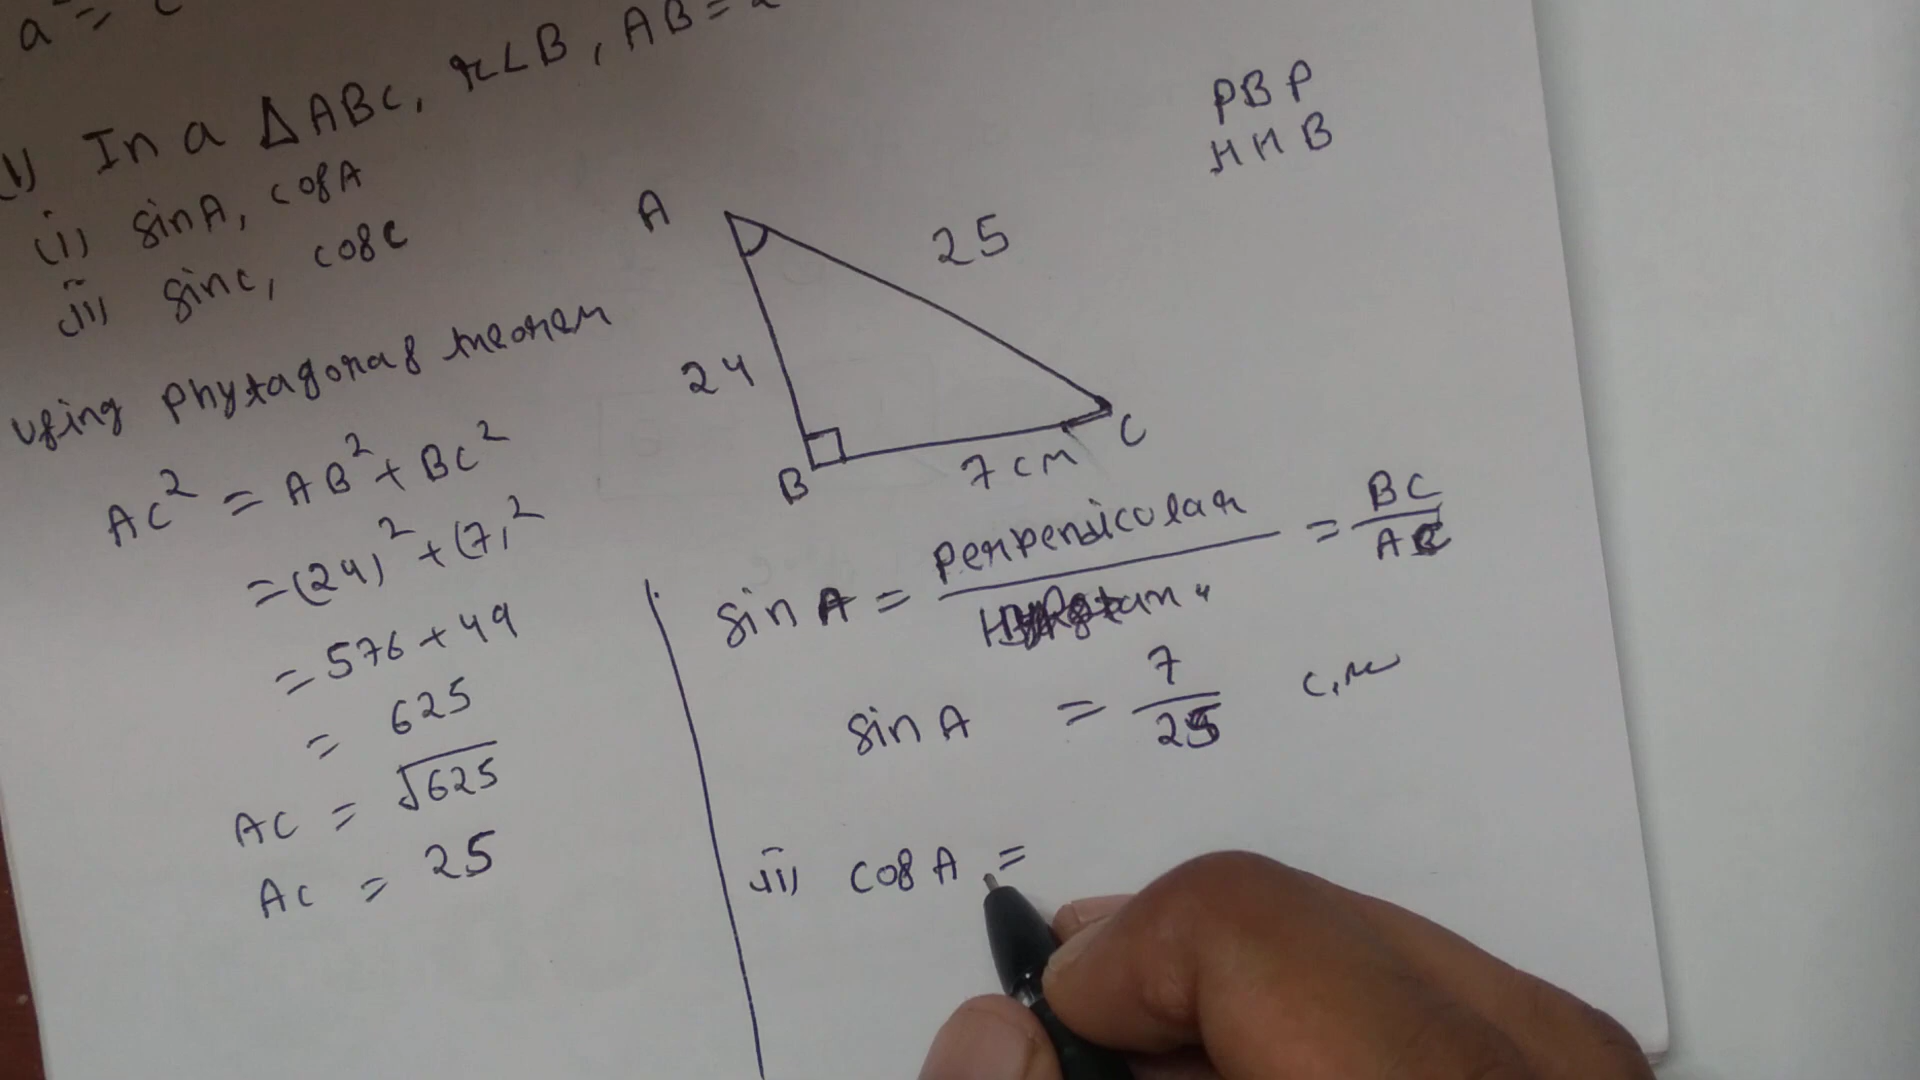 1) In a ΔABC, r∠B, AB=
(i) sinA, cosA
(ii) sinc, cosc
using Phytagoras theorem
AC² = AB² + BC²
= (24)² + (7)²
= 576 + 49
= 625
AC = √625
AC = 25
PBP
HHB
A
25
24
B
7 cm
C
sin A = Perpendicular / = BC / AC
sin A = 7 / 25 c.m
ii) cos A =